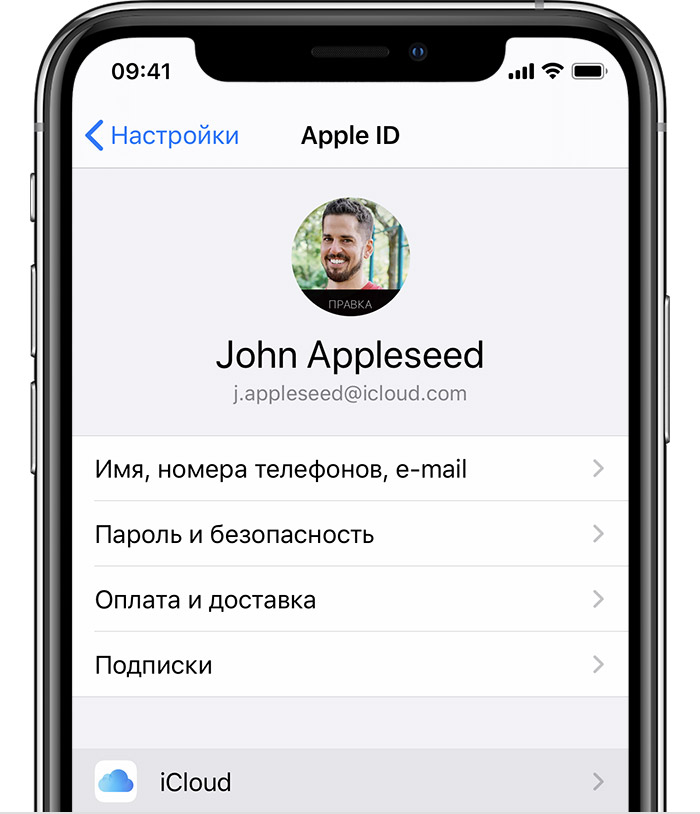 09:41
Настройки
Apple ID
ПРАВКА
John Appleseed
j.appleseed@icloud.com
Имя, номера телефонов, e-mail
Пароль и безопасность
Оплата и доставка
Подписки
iCloud